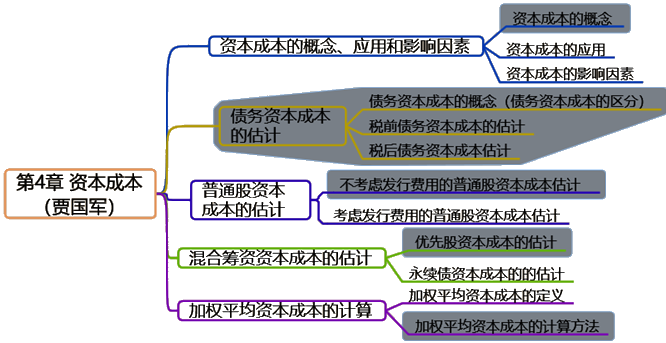 第4章 资本成本
（贾国军）
资本成本的概念、应用和影响因素
资本成本的概念
资本成本的应用
资本成本的影响因素
债务资本成本
的估计
债务资本成本的概念（债务资本成本的区分）
税前债务资本成本的估计
税后债务资本成本估计
普通股资本
成本的估计
不考虑发行费用的普通股资本成本估计
考虑发行费用的普通股资本成本估计
混合筹资资本成本的估计
优先股资本成本的估计
永续债资本成本的的估计
加权平均资本成本的计算
加权平均资本成本的定义
加权平均资本成本的计算方法